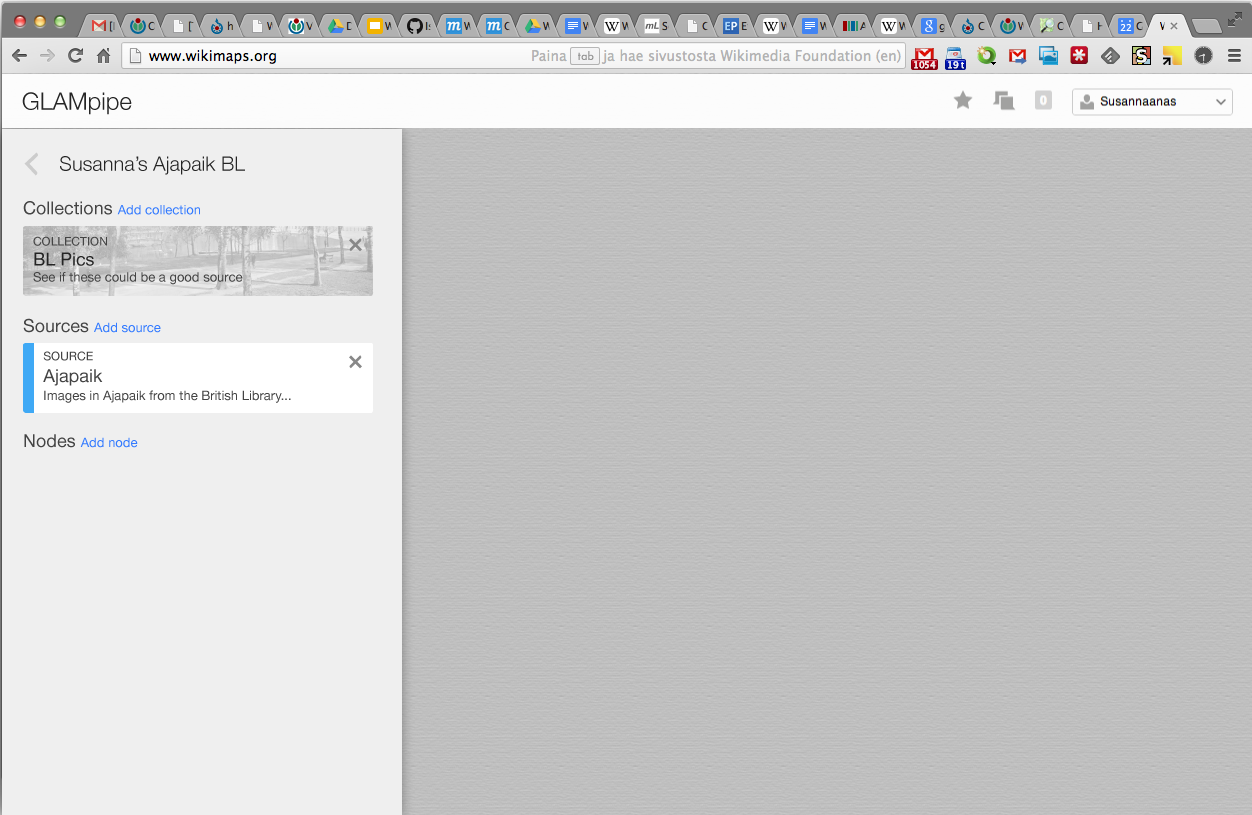 www.wikimaps.org
Paina tab ja hae sivustosta Wikimedia Foundation (en)
1054
19t
GLAMpipe
0
Susannaanas
Susanna's Ajapaik BL
Collections Add collection
COLLECTION
BL Pics
See if these could be a good source
Sources Add source
SOURCE
Ajapaik
Images in Ajapaik from the British Library...
Nodes Add node